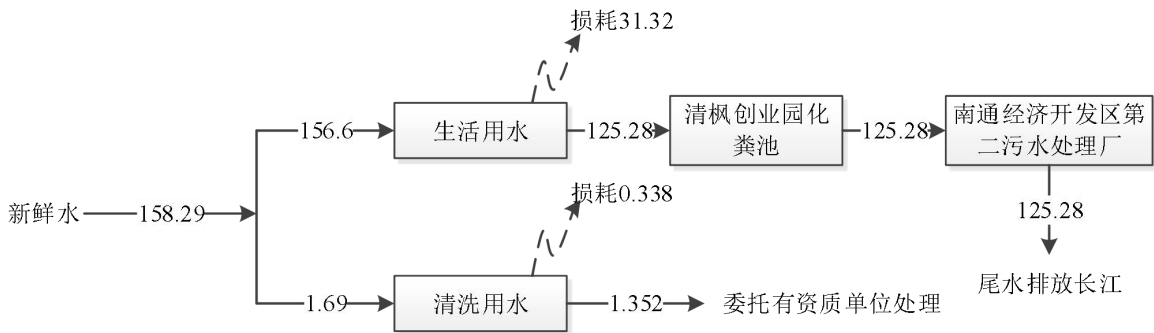 损耗31.32
156.6
生活用水
125.28
清枫创业园化
粪池
125.28
南通经济开发区第
二污水处理厂
新鲜水
158.29
损耗0.338
125.28
尾水排放长江
1.69
清洗用水
1.352
委托有资质单位处理